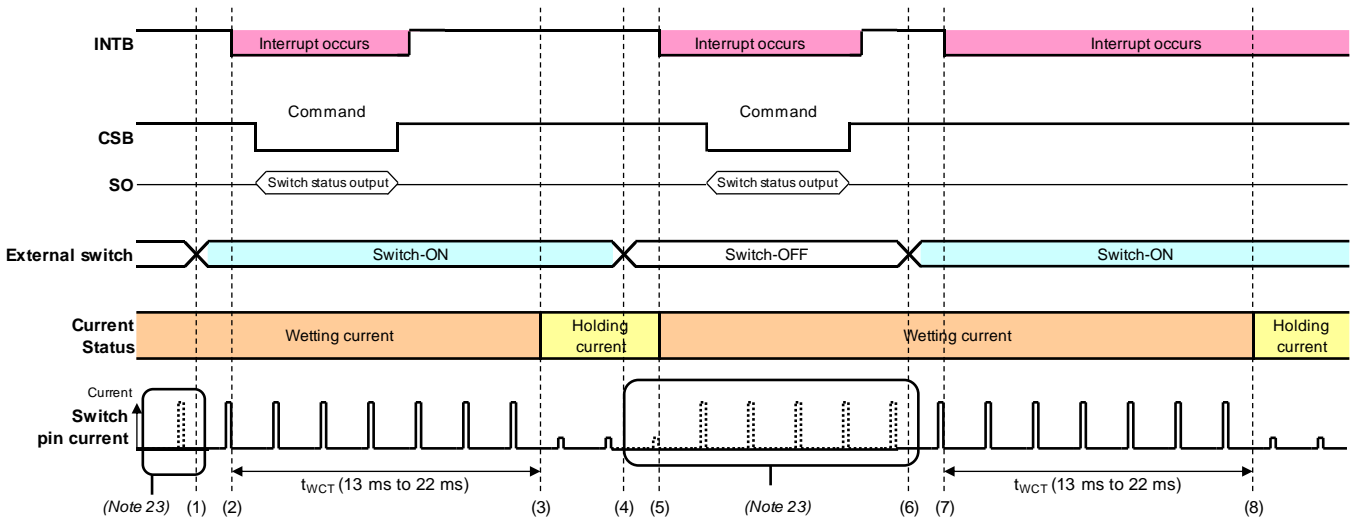 INTB
Interrupt occurs
Interrupt occurs
Interrupt occurs
Command
Command
CSB
SO
Switch status output
Switch status output
External switch
Switch-ON
Switch-OFF
Switch-ON
Current
Status
Wetting current
Holding
current
Wetting current
Holding
current
Current
Switch
pin current
tWCT (13 ms to 22 ms)
tWCT (13 ms to 22 ms)
(Note 23) (1) (2) (3) (4) (5) (Note 23) (6) (7) (8)